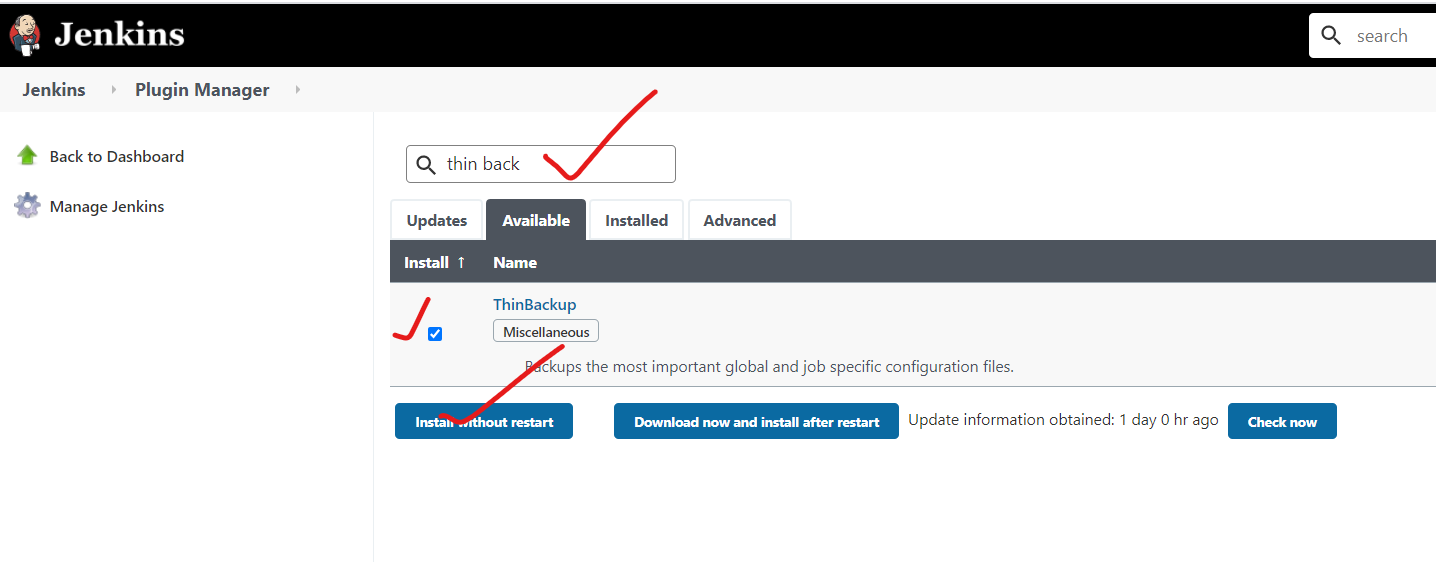 Jenkins
search
Jenkins Plugin Manager
Back to Dashboard
Manage Jenkins
thin back
Updates Available Installed Advanced
Install ↑ Name
ThinBackup
Miscellaneous
Backups the most important global and job specific configuration files.
Install without restart Download now and install after restart Update information obtained: 1 day 0 hr ago Check now